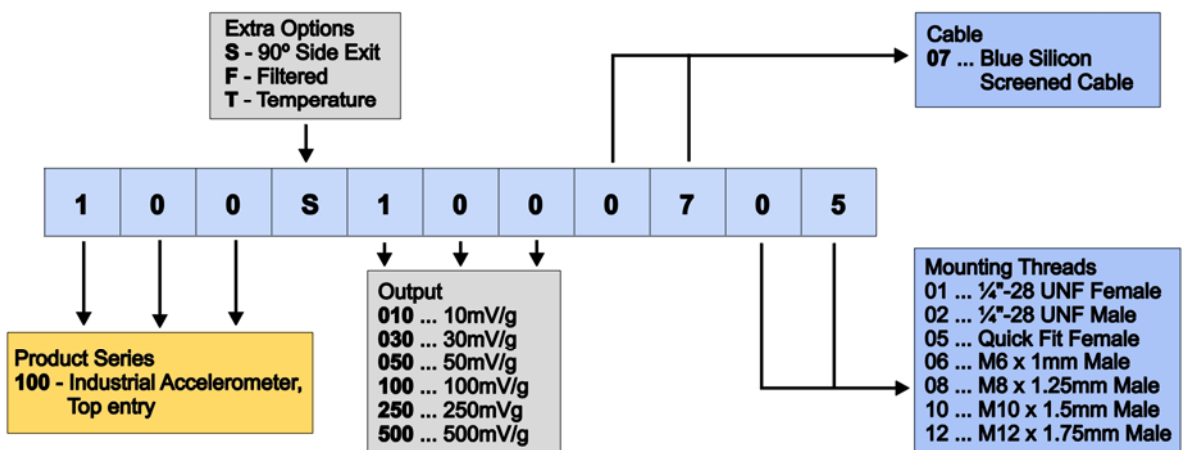 Extra Options
S - 90º Side Exit
F - Filtered
T - Temperature
Cable
07 ... Blue Silicon
Screened Cable
1 0 0 S 1 0 0 0 7 0 5
Product Series
100 - Industrial Accelerometer,
Top entry
Output
010 ... 10mV/g
030 ... 30mV/g
050 ... 50mV/g
100 ... 100mV/g
250 ... 250mVg
500 ... 500mV/g
Mounting Threads
01 ... ¼"-28 UNF Female
02 ... ¼"-28 UNF Male
05 ... Quick Fit Female
06 ... M6 x 1mm Male
08 ... M8 x 1.25mm Male
10 ... M10 x 1.5mm Male
12 ... M12 x 1.75mm Male